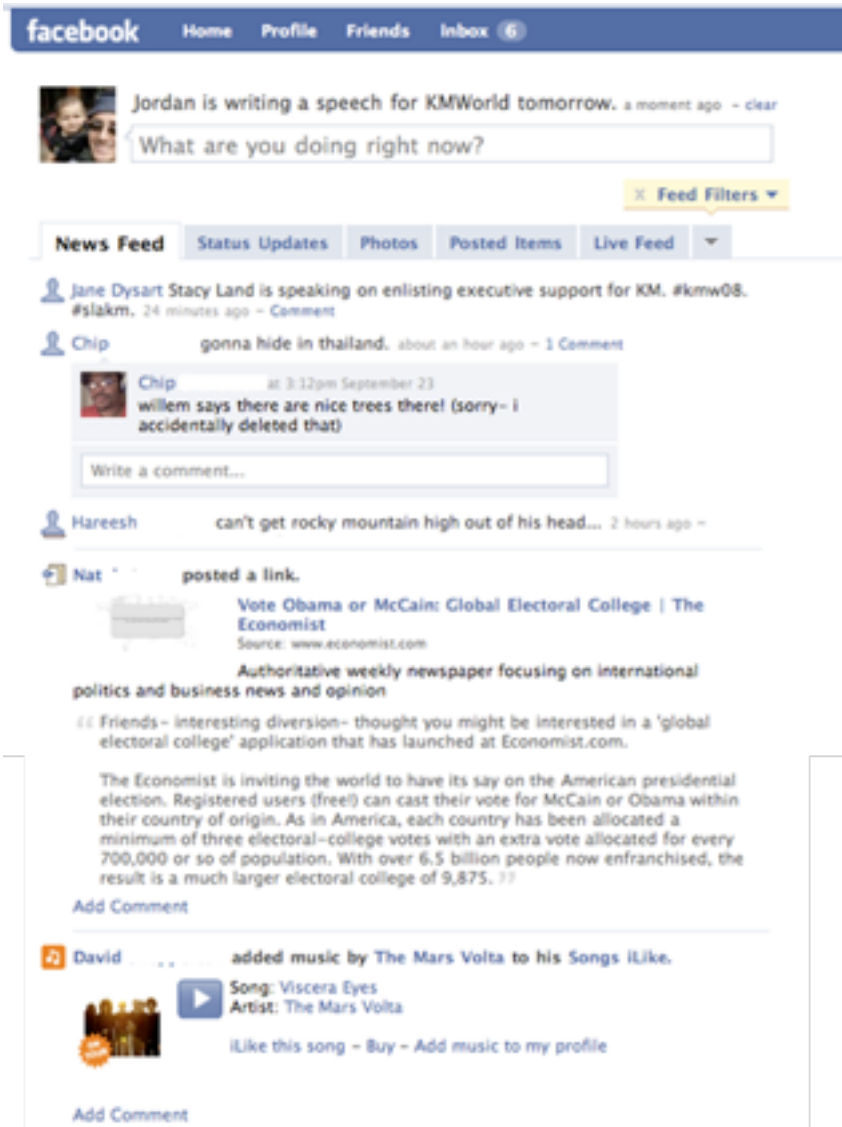 facebook Home Profile Friends Inbox 6
Jordan is writing a speech for KMWorld tomorrow. a moment ago - clear
What are you doing right now?
x Feed Filters
News Feed Status Updates Photos Posted Items Live Feed
Jane Dysart Stacy Land is speaking on enlisting executive support for KM. #kmw08.
#slakm. 24 minutes ago - Comment
Chip gonna hide in thailand. about an hour ago - 1 Comment
Chip at 3:12pm September 23
willem says there are nice trees there! (sorry- i
accidentally deleted that)
Write a comment...
Hareesh can't get rocky mountain high out of his head... 2 hours ago -
Nat posted a link.
Vote Obama or McCain: Global Electoral College | The
Economist
Source: www.economist.com
Authoritative weekly newspaper focusing on international
politics and business news and opinion
“ Friends- interesting diversion- thought you might be interested in a 'global
electoral college' application that has launched at Economist.com.
The Economist is inviting the world to have its say on the American presidential
election. Registered users (free!) can cast their vote for McCain or Obama within
their country of origin. As in America, each country has been allocated a
minimum of three electoral-college votes with an extra vote allocated for every
700,000 or so of population. With over 6.5 billion people now enfranchised, the
result is a much larger electoral college of 9,875. ”
Add Comment
David added music by The Mars Volta to his Songs iLike.
Song: Viscera Eyes
Artist: The Mars Volta
iLike this song - Buy - Add music to my profile
Add Comment